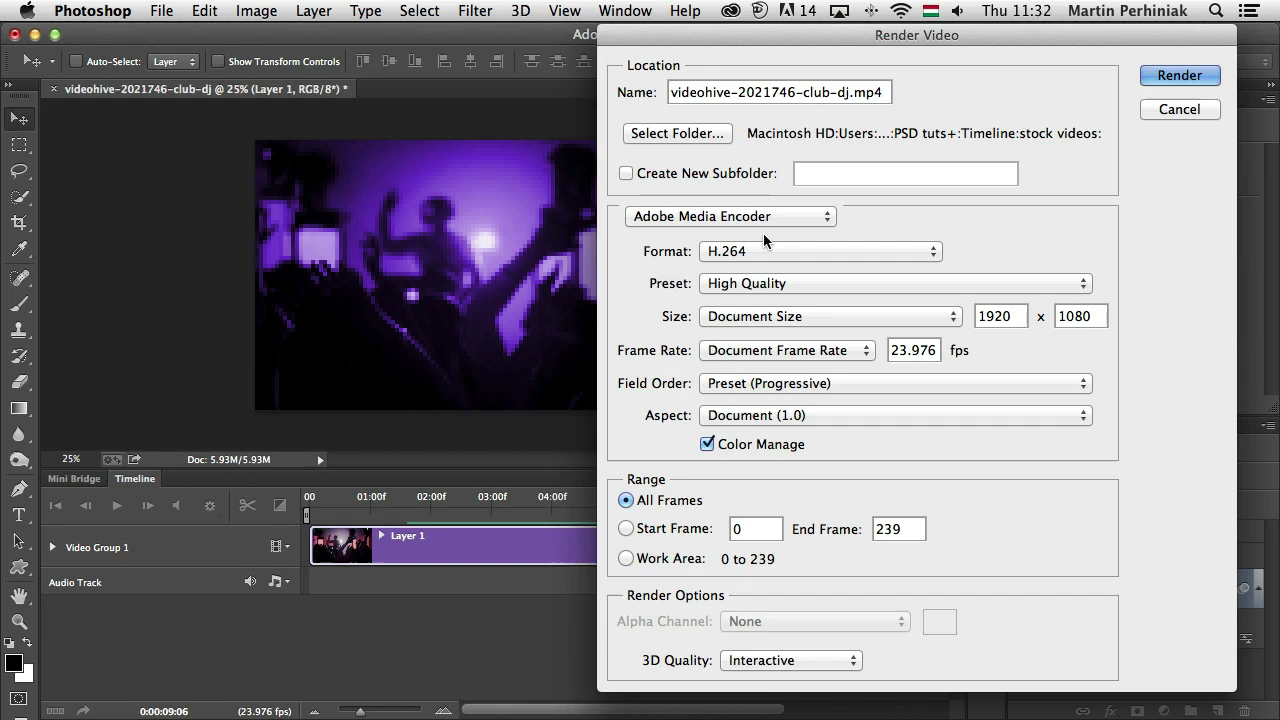 Photoshop File Edit Image Layer Type Select Filter 3D View Window Help 14 Thu 11:32 Martin Perhiniak
Ado
Render Video
Auto-Select: Layer Show Transform Controls
Location
Render
videohive-2021746-club-dj @ 25% (Layer 1, RGB/8*) *
Name: videohive-2021746-club-dj.mp4
Cancel
Select Folder... Macintosh HD:Users:...:PSD tuts+:Timeline:stock videos:
Create New Subfolder:
Adobe Media Encoder
Format: H.264
Preset: High Quality
Size: Document Size 1920 x 1080
Frame Rate: Document Frame Rate 23.976 fps
Field Order: Preset (Progressive)
Aspect: Document (1.0)
Color Manage
25% Doc: 5.93M/5.93M
Mini Bridge Timeline
Range
00 01:00f 02:00f 03:00f 04:00f
All Frames
Start Frame: 0 End Frame: 239
Layer 1
Video Group 1
Work Area: 0 to 239
Audio Track
Render Options
Alpha Channel: None
3D Quality: Interactive
0:00:09:06 (23.976 fps)
fx